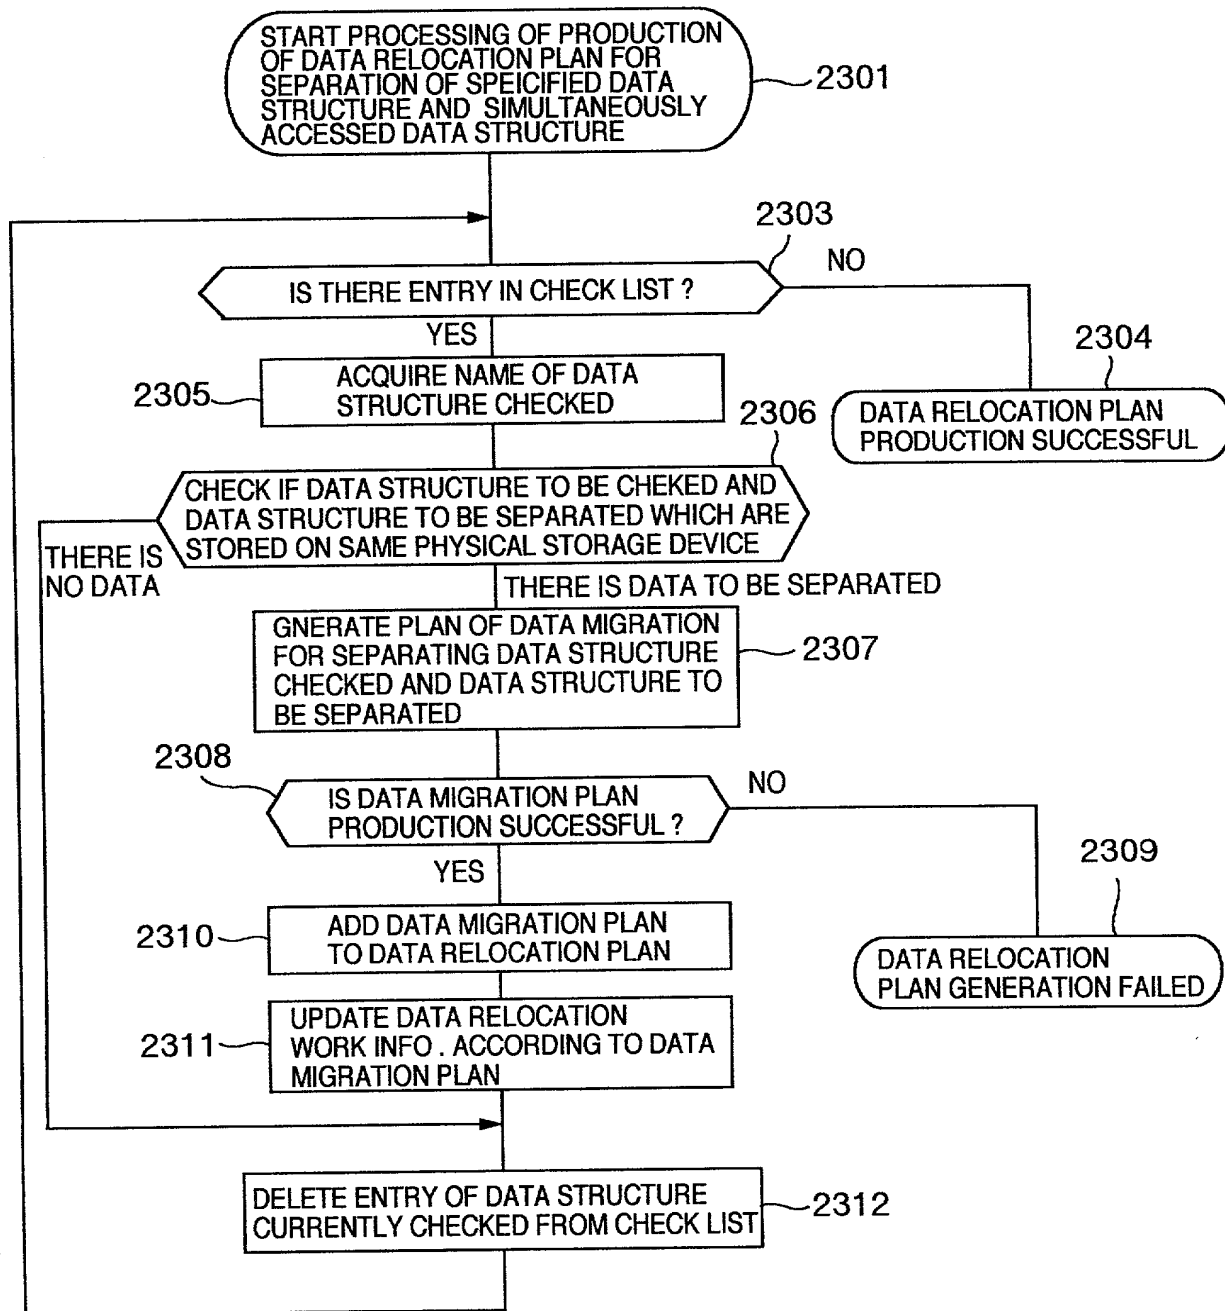 START PROCESSING OF PRODUCTION
OF DATA RELOCATION PLAN FOR
SEPARATION OF SPEICIFIED DATA
STRUCTURE AND SIMULTANEOUSLY
ACCESSED DATA STRUCTURE
2301
2303
NO
IS THERE ENTRY IN CHECK LIST ?
YES
2304
2305
ACQUIRE NAME OF DATA
STRUCTURE CHECKED
DATA RELOCATION PLAN
PRODUCTION SUCCESSFUL
2306
CHECK IF DATA STRUCTURE TO BE CHEKED AND
DATA STRUCTURE TO BE SEPARATED WHICH ARE
STORED ON SAME PHYSICAL STORAGE DEVICE
THERE IS
NO DATA
THERE IS DATA TO BE SEPARATED
GNERATE PLAN OF DATA MIGRATION
FOR SEPARATING DATA STRUCTURE
CHECKED AND DATA STRUCTURE TO
BE SEPARATED
2307
2308
IS DATA MIGRATION PLAN
PRODUCTION SUCCESSFUL ?
NO
YES
2309
2310
ADD DATA MIGRATION PLAN
TO DATA RELOCATION PLAN
DATA RELOCATION
PLAN GENERATION FAILED
2311
UPDATE DATA RELOCATION
WORK INFO . ACCORDING TO DATA
MIGRATION PLAN
DELETE ENTRY OF DATA STRUCTURE
CURRENTLY CHECKED FROM CHECK LIST
2312